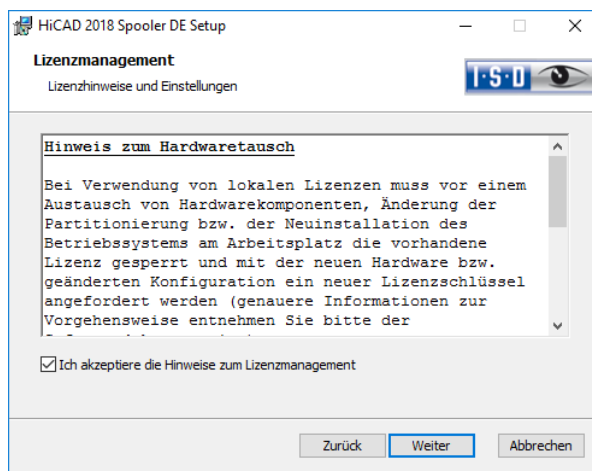 HiCAD 2018 Spooler DE Setup
Lizenzmanagement
Lizenzhinweise und Einstellungen
I·S·D
Hinweis zum Hardwaretausch
Bei Verwendung von lokalen Lizenzen muss vor einem
Austausch von Hardwarekomponenten, Änderung der
Partitionierung bzw. der Neuinstallation des
Betriebssystems am Arbeitsplatz die vorhandene
Lizenz gesperrt und mit der neuen Hardware bzw.
geänderten Konfiguration ein neuer Lizenzschlüssel
angefordert werden (genauere Informationen zur
Vorgehensweise entnehmen Sie bitte der
Ich akzeptiere die Hinweise zum Lizenzmanagement
Zurück
Weiter
Abbrechen